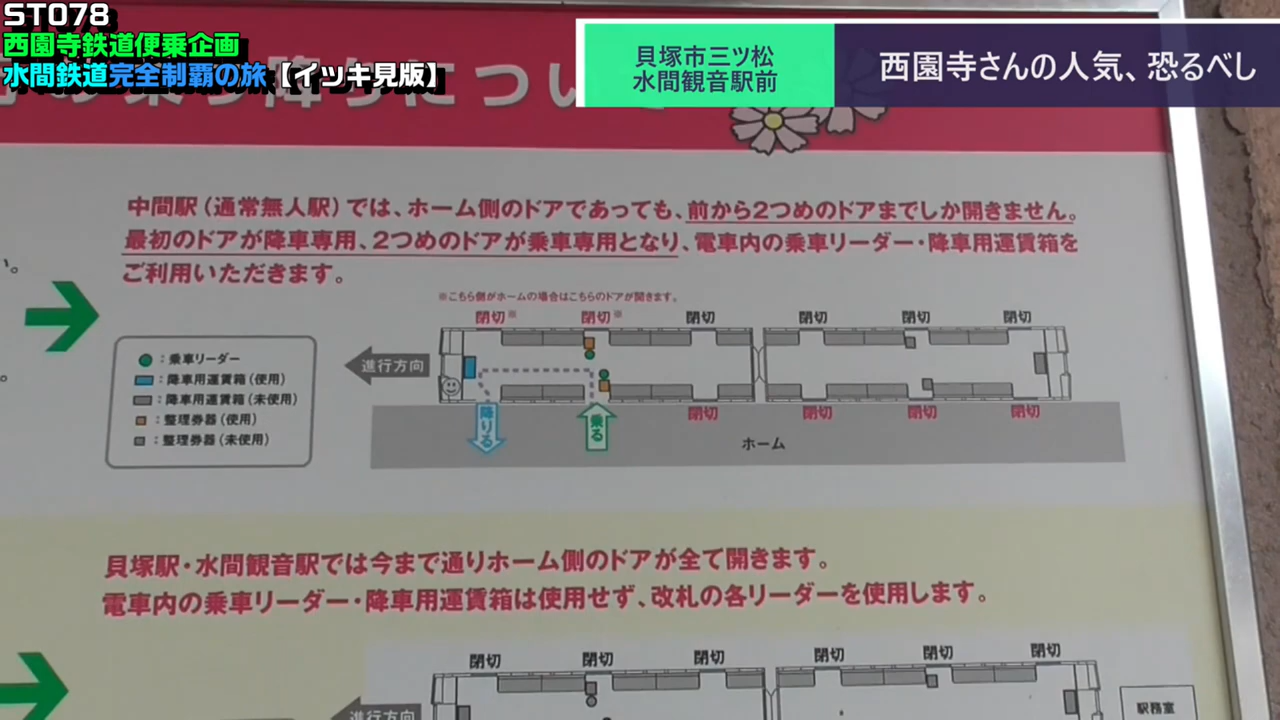 ST078
西園寺鉄道便乗企画
水間鉄道完全制覇の旅【イツキ見版】
貝塚市三ツ松
水間観音駅前
西園寺さんの人気、恐るべし
乗り降りについて
中間駅（通常無人駅）では、ホーム側のドアであっても、前から2つめのドアまでしか開きません。
最初のドアが降車専用、2つめのドアが乗車専用となり、電車内の乗車リーダー・降車用運賃箱を
ご利用いただきます。
※こちら側がホームの場合はこちらのドアが開きます。
閉切※ 閉切※ 閉切 閉切 閉切 閉切
：乗車リーダー
：降車用運賃箱（使用）
：降車用運賃箱（未使用）
：整理券器（使用）
：整理券器（未使用）
進行方向
降りる 乗る 閉切 閉切 閉切 閉切
ホーム
貝塚駅・水間観音駅では今まで通りホーム側のドアが全て開きます。
電車内の乗車リーダー・降車用運賃箱は使用せず、改札の各リーダーを使用します。
閉切 閉切 閉切 閉切 閉切 閉切
進行方向
駅務室